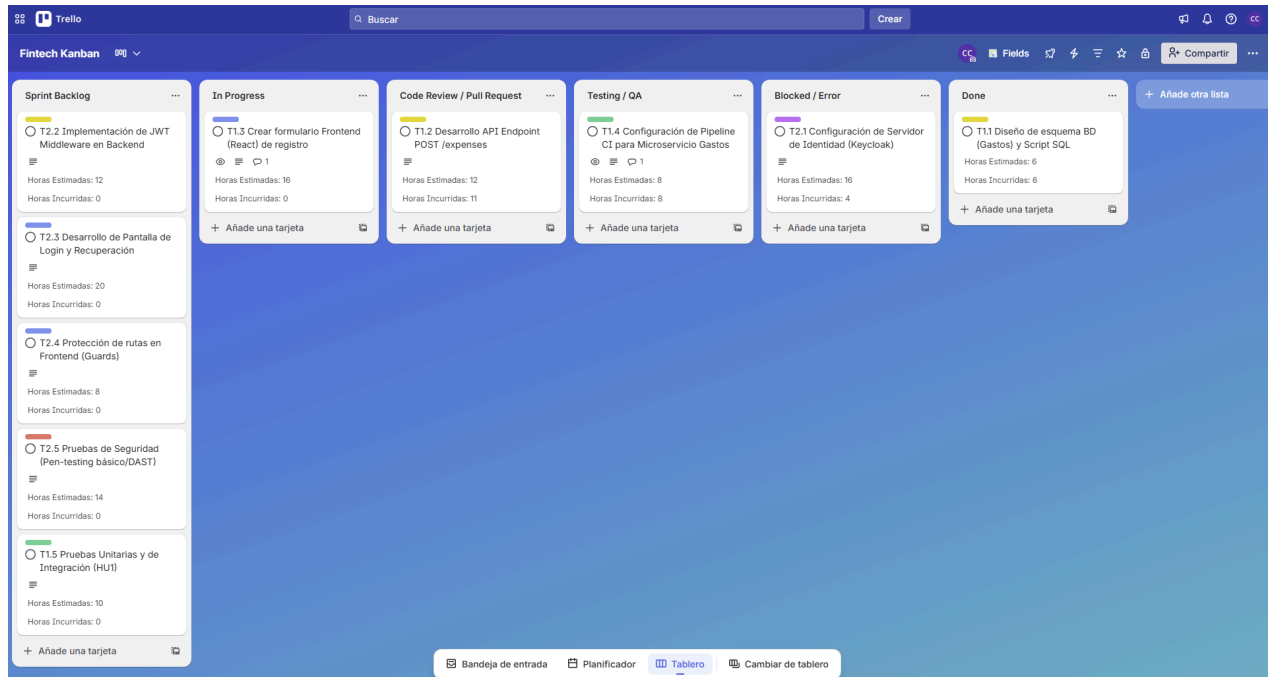 Trello
Buscar
Crear
CC
Fintech Kanban
CC
Fields
Compartir
Sprint Backlog
T2.2 Implementación de JWT
Middleware en Backend
Horas Estimadas: 12
Horas Incurridas: 0
T2.3 Desarrollo de Pantalla de
Login y Recuperación
Horas Estimadas: 20
Horas Incurridas: 0
T2.4 Protección de rutas en
Frontend (Guards)
Horas Estimadas: 8
Horas Incurridas: 0
T2.5 Pruebas de Seguridad
(Pen-testing básico/DAST)
Horas Estimadas: 14
Horas Incurridas: 0
T1.5 Pruebas Unitarias y de
Integración (HU1)
Horas Estimadas: 10
Horas Incurridas: 0
+ Añade una tarjeta
In Progress
T1.3 Crear formulario Frontend
(React) de registro
1
Horas Estimadas: 16
Horas Incurridas: 0
+ Añade una tarjeta
Code Review / Pull Request
T1.2 Desarrollo API Endpoint
POST /expenses
Horas Estimadas: 12
Horas Incurridas: 11
+ Añade una tarjeta
Testing / QA
T1.4 Configuración de Pipeline
CI para Microservicio Gastos
1
Horas Estimadas: 8
Horas Incurridas: 8
+ Añade una tarjeta
Blocked / Error
T2.1 Configuración de Servidor
de Identidad (Keycloak)
Horas Estimadas: 16
Horas Incurridas: 4
+ Añade una tarjeta
Done
T1.1 Diseño de esquema BD
(Gastos) y Script SQL
Horas Estimadas: 6
Horas Incurridas: 6
+ Añade una tarjeta
+ Añade otra lista
Bandeja de entrada
Planificador
Tablero
Cambiar de tablero